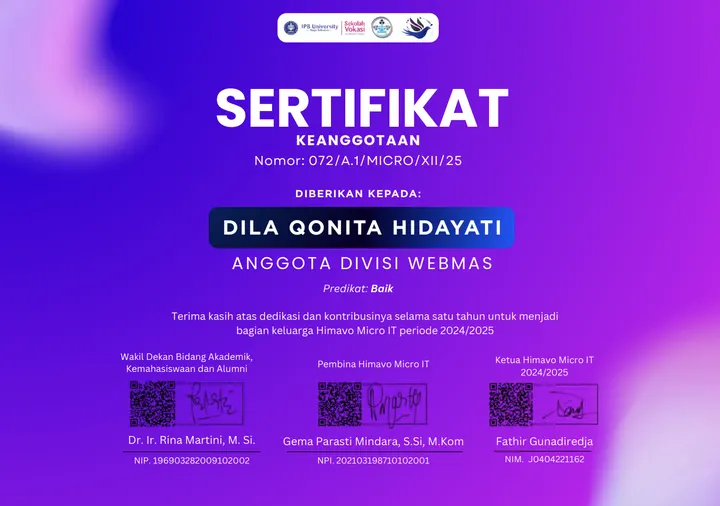 IPB University
Sekolah
Vokasi
SERTIFIKAT
KEANGGOTAAN
Nomor: 072/A.1/MICRO/XII/25
DIBERIKAN KEPADA:
DILA QONITA HIDAYATI
ANGGOTA DIVISI WEBMAS
Predikat: Baik
Terima kasih atas dedikasi dan kontribusinya selama satu tahun untuk menjadi
bagian keluarga Himavo Micro IT periode 2024/2025
Wakil Dekan Bidang Akademik,
Kemahasiswaan dan Alumni
Dr. Ir. Rina Martini, M. Si.
NIP. 196903282009102002
Pembina Himavo Micro IT
Gema Parasti Mindara, S.Si, M.Kom
NPI. 202103198710102001
Ketua Himavo Micro IT
2024/2025
Fathir Gunadiredja
NIM. J0404221162